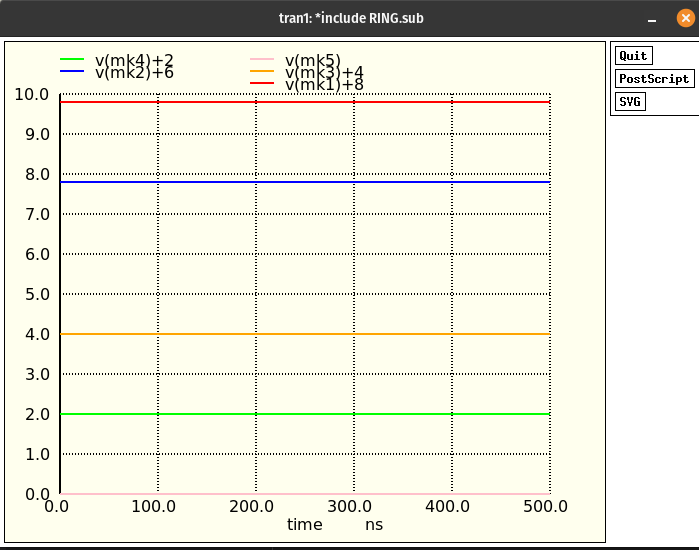 tran1: *include RING.sub
Quit
PostScript
SVG
v(mk4)+2
v(mk2)+6
v(mk5)
v(mk3)+4
v(mk1)+8
10.0
9.0
8.0
7.0
6.0
5.0
4.0
3.0
2.0
1.0
0.0
0.0 100.0 200.0 300.0 400.0 500.0
time ns